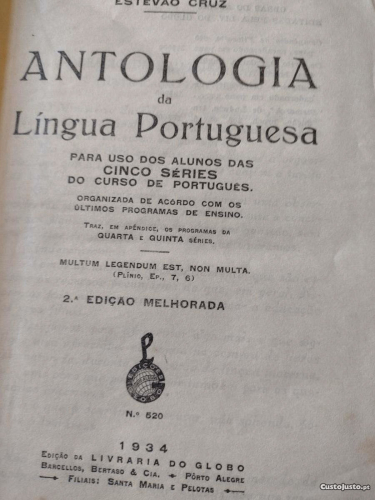 ESTEVÃO CRUZ
ANTOLOGIA
da
Língua Portuguesa
PARA USO DOS ALUNOS DAS
CINCO SÉRIES
DO CURSO DE PORTUGUÊS.
ORGANIZADA DE ACÔRDO COM OS
ÚLTIMOS PROGRAMAS DE ENSINO.
TRAZ, EM APÊNDICE, OS PROGRAMAS DA
QUARTA E QUINTA SÉRIES.
MULTUM LEGENDUM EST, NON MULTA.
(PLÍNIO, EP., 7, 6)
2.ª EDIÇÃO MELHORADA
N.º 620
1934
EDIÇÃO DA LIVRARIA DO GLOBO
BARCELLOS, BERTASO & CIA. - PÔRTO ALEGRE
FILIAIS: SANTA MARIA E PELOTAS
CustoJusto.pt